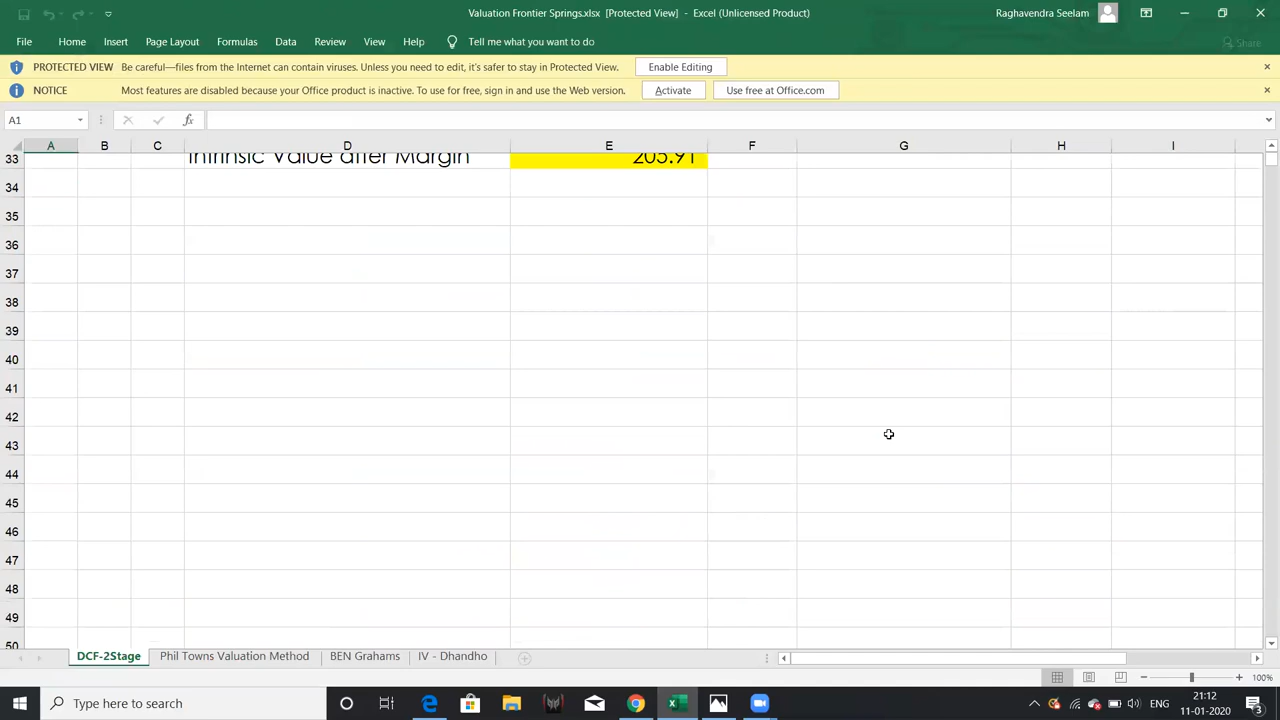 Valuation Frontier Springs.xlsx [Protected View] - Excel (Unlicensed Product)
Raghavendra Seelam
File Home Insert Page Layout Formulas Data Review View Help Tell me what you want to do
Share
PROTECTED VIEW Be careful—files from the Internet can contain viruses. Unless you need to edit, it's safer to stay in Protected View. Enable Editing
NOTICE Most features are disabled because your Office product is inactive. To use for free, sign in and use the Web version. Activate Use free at Office.com
A1 fx
A B C D E F G H I
33 Intrinsic Value after Margin 205.91
34
35
36
37
38
39
40
41
42
43
44
45
46
47
48
49
50
DCF-2Stage Phil Towns Valuation Method BEN Grahams IV - Dhandho
100%
Type here to search
21:12
11-01-2020
3